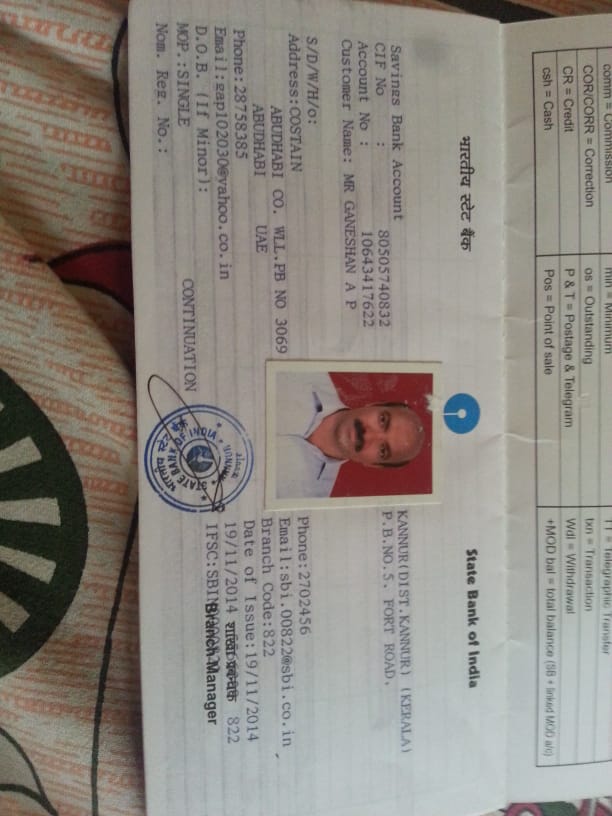 comm = Commission
min = Minimum
TT = Telegraphic Transfer
COR/CORR = Correction
os = Outstanding
txn = Transaction
CR = Credit
P & T = Postage & Telegram
Wdl = Withdrawal
csh = Cash
Pos = Point of sale
+MOD bal = total balance (SB + linked MOD a/c)
भारतीय स्टेट बैंक
State Bank of India
Savings Bank Account
CIF No : 80505740832
Account No : 10643417622
Customer Name: MR GANESHAN A P
S/D/W/H/o:
Address:COSTAIN
ABUDHABI CO. WLL.PB NO 3069
ABUDHABI UAE
Phone:28758385
Email:gap102030@yahoo.co.in
D.O.B. (If Minor):
MOP.:SINGLE
Nom. Reg. No.:
CONTINUATION
KANNUR(DIST.KANNUR) (KERALA)
P.B.NO.5. FORT ROAD.
Phone:2702456
Email:sbi.00822@sbi.co.in
Branch Code:822
Date of Issue:19/11/2014
19/11/2014 शाखा प्रबन्धक 822
Branch Manager
भारतीय स्टेट बैंक
STATE BANK OF INDIA
KANNUR